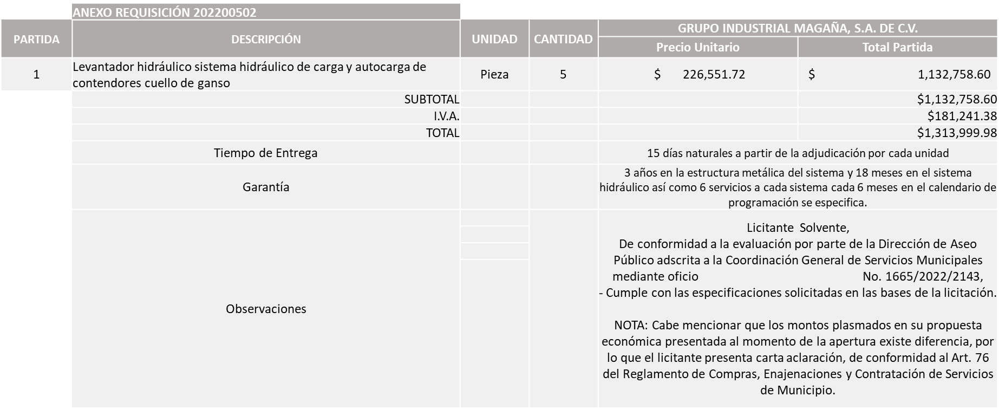 ANEXO REQUISICIÓN 202200502
PARTIDA
DESCRIPCIÓN
UNIDAD
CANTIDAD
GRUPO INDUSTRIAL MAGAÑA, S.A. DE C.V.
Precio Unitario
Total Partida
1
Levantador hidráulico sistema hidráulico de carga y autocarga de
contendores cuello de ganso
Pieza
5
$ 226,551.72
$ 1,132,758.60
SUBTOTAL
$1,132,758.60
I.V.A.
$181,241.38
TOTAL
$1,313,999.98
Tiempo de Entrega
15 días naturales a partir de la adjudicación por cada unidad
Garantía
3 años en la estructura metálica del sistema y 18 meses en el sistema
hidráulico así como 6 servicios a cada sistema cada 6 meses en el calendario de
programación se especifica.
Observaciones
Licitante Solvente,
De conformidad a la evaluación por parte de la Dirección de Aseo
Público adscrita a la Coordinación General de Servicios Municipales
mediante oficio No. 1665/2022/2143,
- Cumple con las especificaciones solicitadas en las bases de la licitación.
NOTA: Cabe mencionar que los montos plasmados en su propuesta
económica presentada al momento de la apertura existe diferencia, por
lo que el licitante presenta carta aclaración, de conformidad al Art. 76
del Reglamento de Compras, Enajenaciones y Contratación de Servicios
de Municipio.